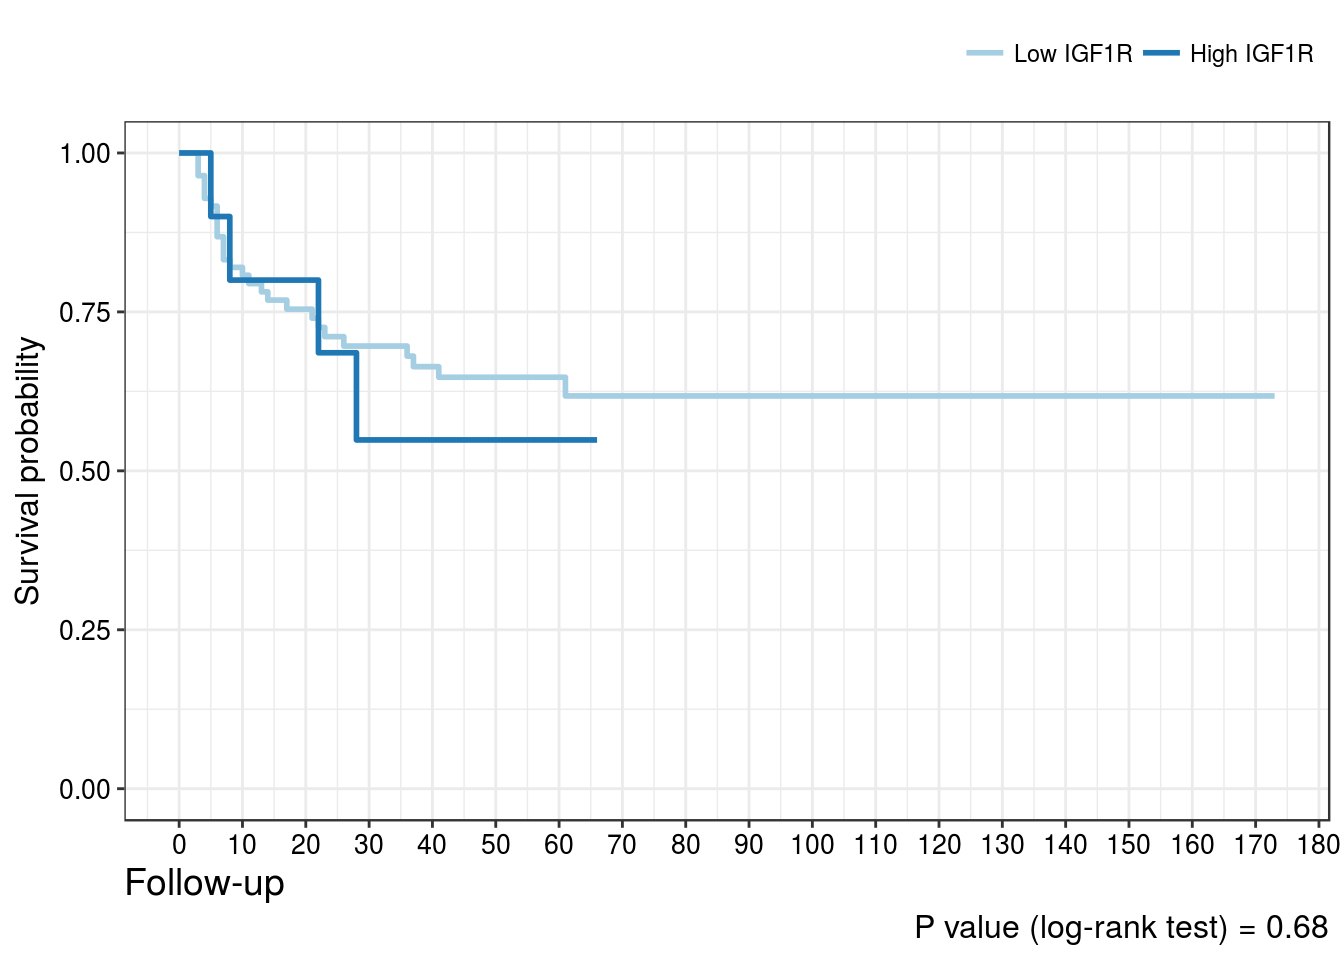 Low IGF1R High IGF1R
Survival probability
1.00
0.75
0.50
0.25
0.00
0 10 20 30 40 50 60 70 80 90 100 110 120 130 140 150 160 170 180
Follow-up
P value (log-rank test) = 0.68